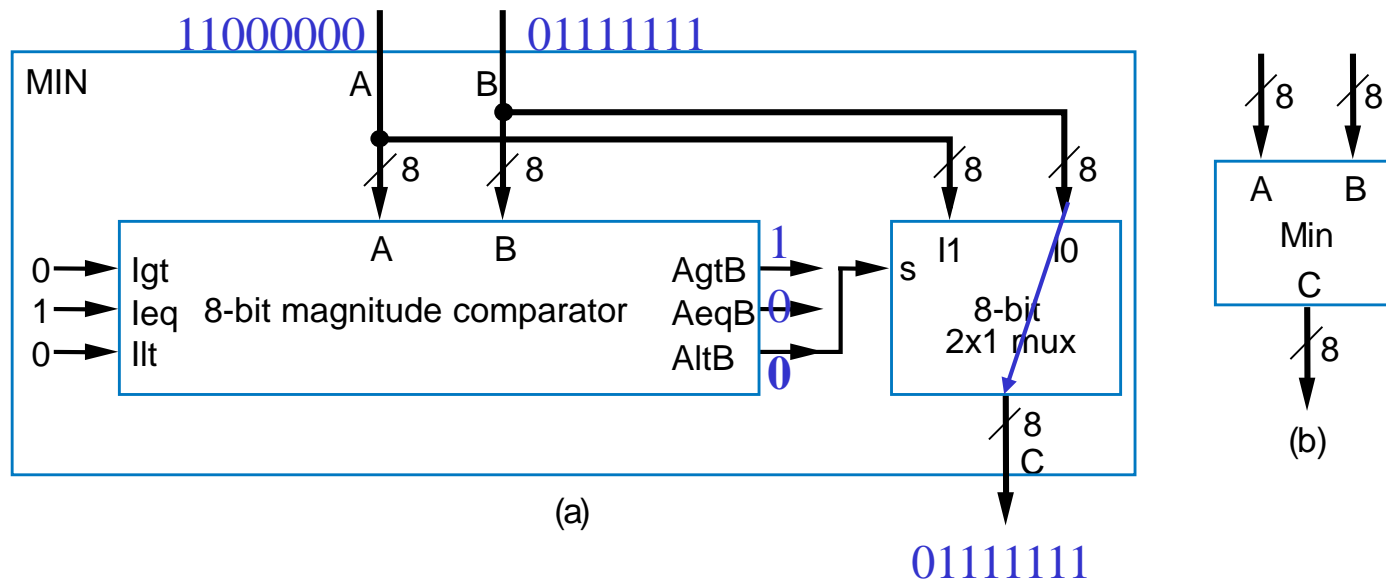 11000000 01111111
MIN A B
8 8 8 8 8 8
A B I1 I0 A B
0 Igt AgtB 1 s Min
1 Ieq 8-bit magnitude comparator AeqB 0 8-bit C
0 Ilt AltB 0 2x1 mux 8
8
C (b)
(a)
01111111